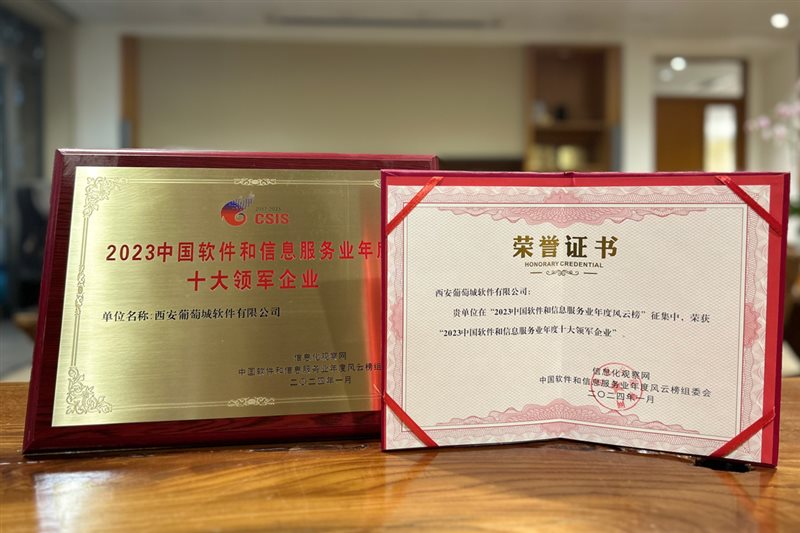 CSIS
2023中国软件和信息服务业年度
十大领军企业
单位名称:西安葡萄城软件有限公司
信息化观察网
中国软件和信息服务业年度风云榜组
二〇二四年一月
荣誉证书
HONORARY CREDENTIAL
西安葡萄城软件有限公司:
贵单位在“2023中国软件和信息服务业年度风云榜”征集中,荣获
“2023中国软件和信息服务业年度十大领军企业”
信息化观察网
中国软件和信息服务业年度风云榜组委会
二〇二四年一月